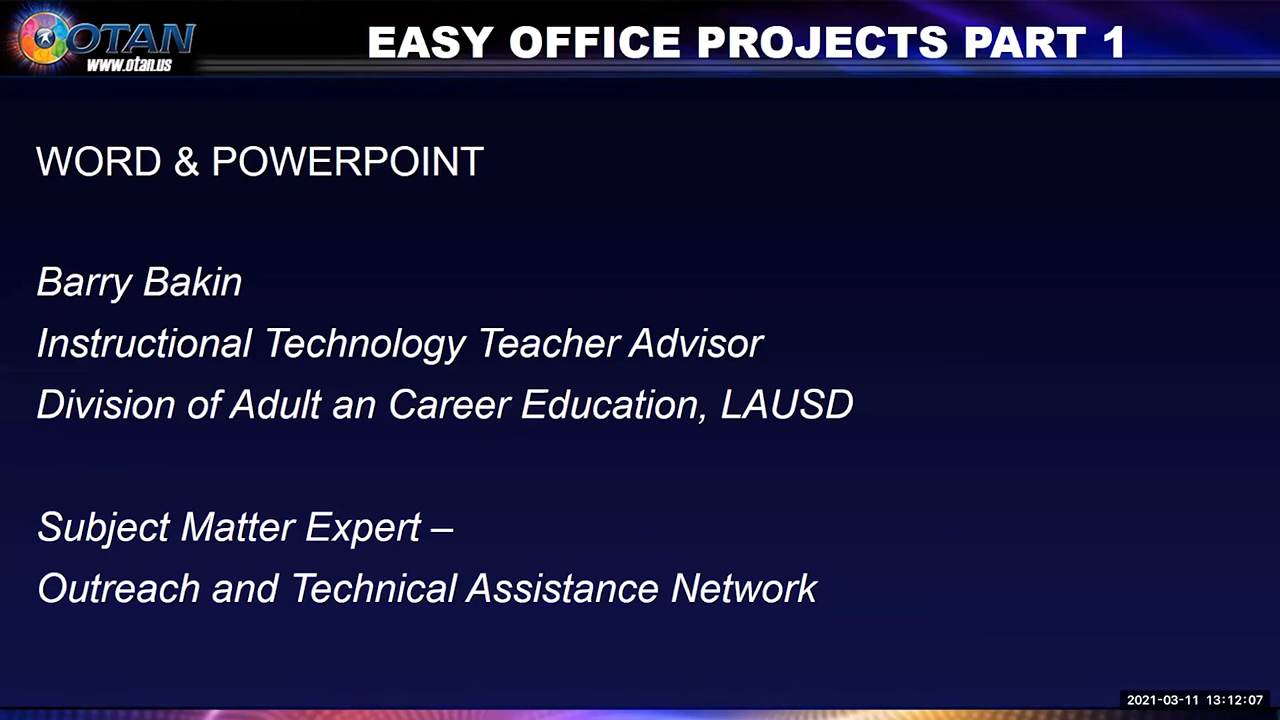 OTAN
www.otan.us
EASY OFFICE PROJECTS PART 1
WORD & POWERPOINT
Barry Bakin
Instructional Technology Teacher Advisor
Division of Adult an Career Education, LAUSD
Subject Matter Expert –
Outreach and Technical Assistance Network
2021-03-11 13:12:07